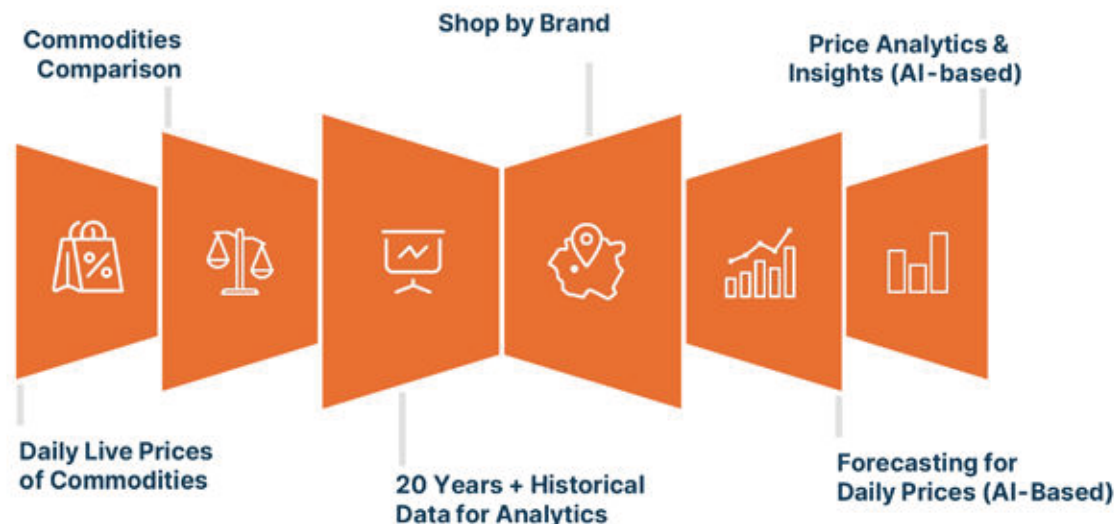 Commodities
Comparison
Shop by Brand
Price Analytics &
Insights (AI-based)
Daily Live Prices
of Commodities
20 Years + Historical
Data for Analytics
Forecasting for
Daily Prices (AI-Based)